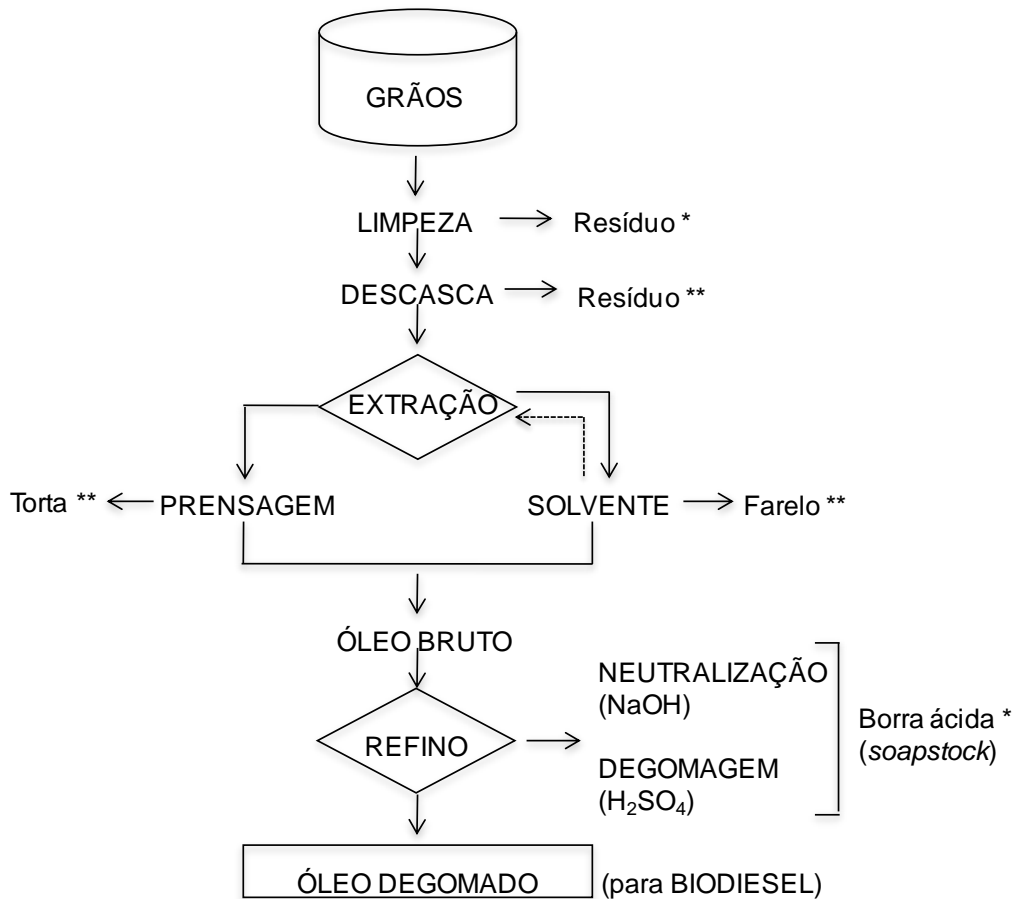 GRÃOS
LIMPEZA
Resíduo *
DESCASCA
Resíduo **
EXTRAÇÃO
Torta **
PRENSAGEM
SOLVENTE
Farelo **
ÓLEO BRUTO
NEUTRALIZAÇÃO
(NaOH)
REFINO
DEGOMAGEM
(H₂SO₄)
Borra ácida *
(soapstock)
ÓLEO DEGOMADO
(para BIODIESEL)